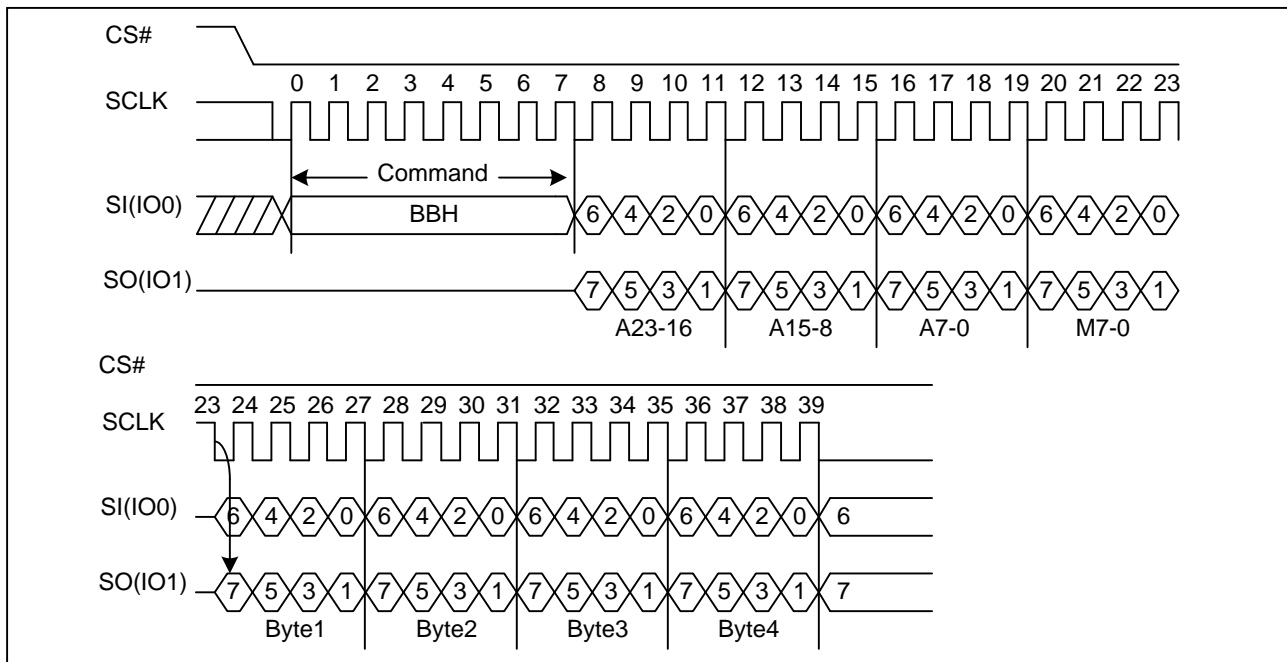 CS#
0 1 2 3 4 5 6 7 8 9 10 11 12 13 14 15 16 17 18 19 20 21 22 23
SCLK
Command
SI(IO0) BBH 6 4 2 0 6 4 2 0 6 4 2 0 6 4 2 0
SO(IO1) 7 5 3 1 7 5 3 1 7 5 3 1 7 5 3 1
A23-16 A15-8 A7-0 M7-0
CS#
23 24 25 26 27 28 29 30 31 32 33 34 35 36 37 38 39
SCLK
SI(IO0) 6 4 2 0 6 4 2 0 6 4 2 0 6 4 2 0 6
SO(IO1) 7 5 3 1 7 5 3 1 7 5 3 1 7 5 3 1 7
Byte1 Byte2 Byte3 Byte4